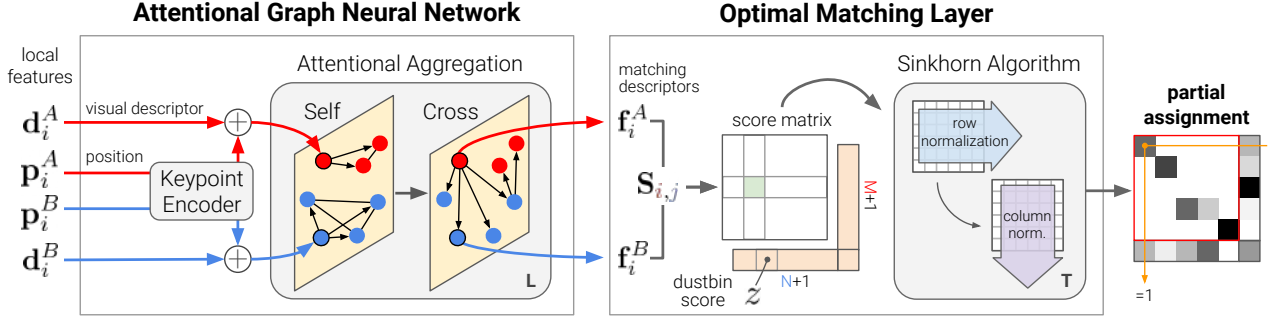 Attentional Graph Neural Network
Optimal Matching Layer
local
features
d_i^A
p_i^A
p_i^B
d_i^B
visual descriptor
position
Keypoint
Encoder
Attentional Aggregation
Self
Cross
L
matching
descriptors
f_i^A
S_{i,j}
f_i^B
score matrix
M+1
dustbin
score
z
N+1
Sinkhorn Algorithm
row
normalization
column
norm.
T
partial
assignment
=1